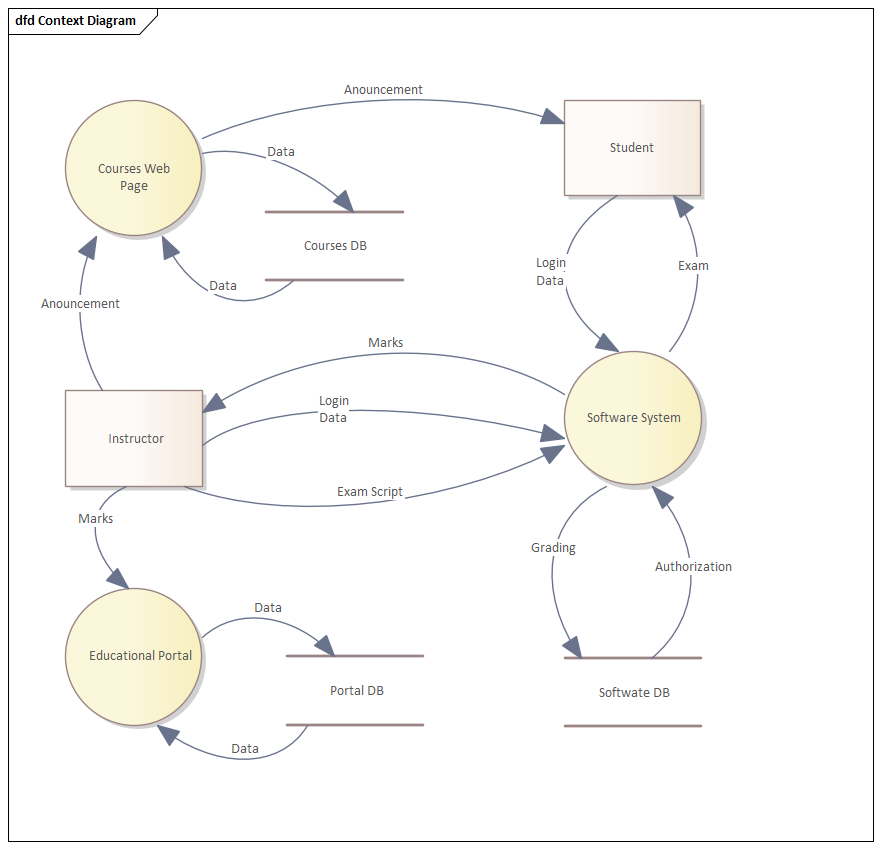 dfd Context Diagram
Anouncement
Student
Data
Courses Web
Page
Courses DB
Login
Data
Exam
Data
Anouncement
Marks
Login
Data
Software System
Instructor
Exam Script
Marks
Grading
Authorization
Data
Educational Portal
Portal DB
Softwate DB
Data